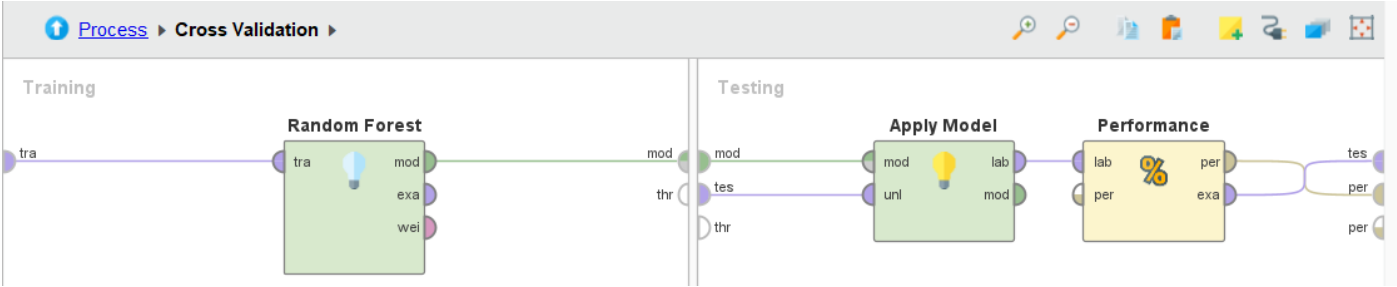 Process ▸ Cross Validation ▸
Training
Testing
Random Forest
Apply Model
Performance
tra
tra
mod
exa
wei
mod
thr
mod
tes
thr
mod
unl
lab
mod
lab
per
%
per
exa
tes
per
per